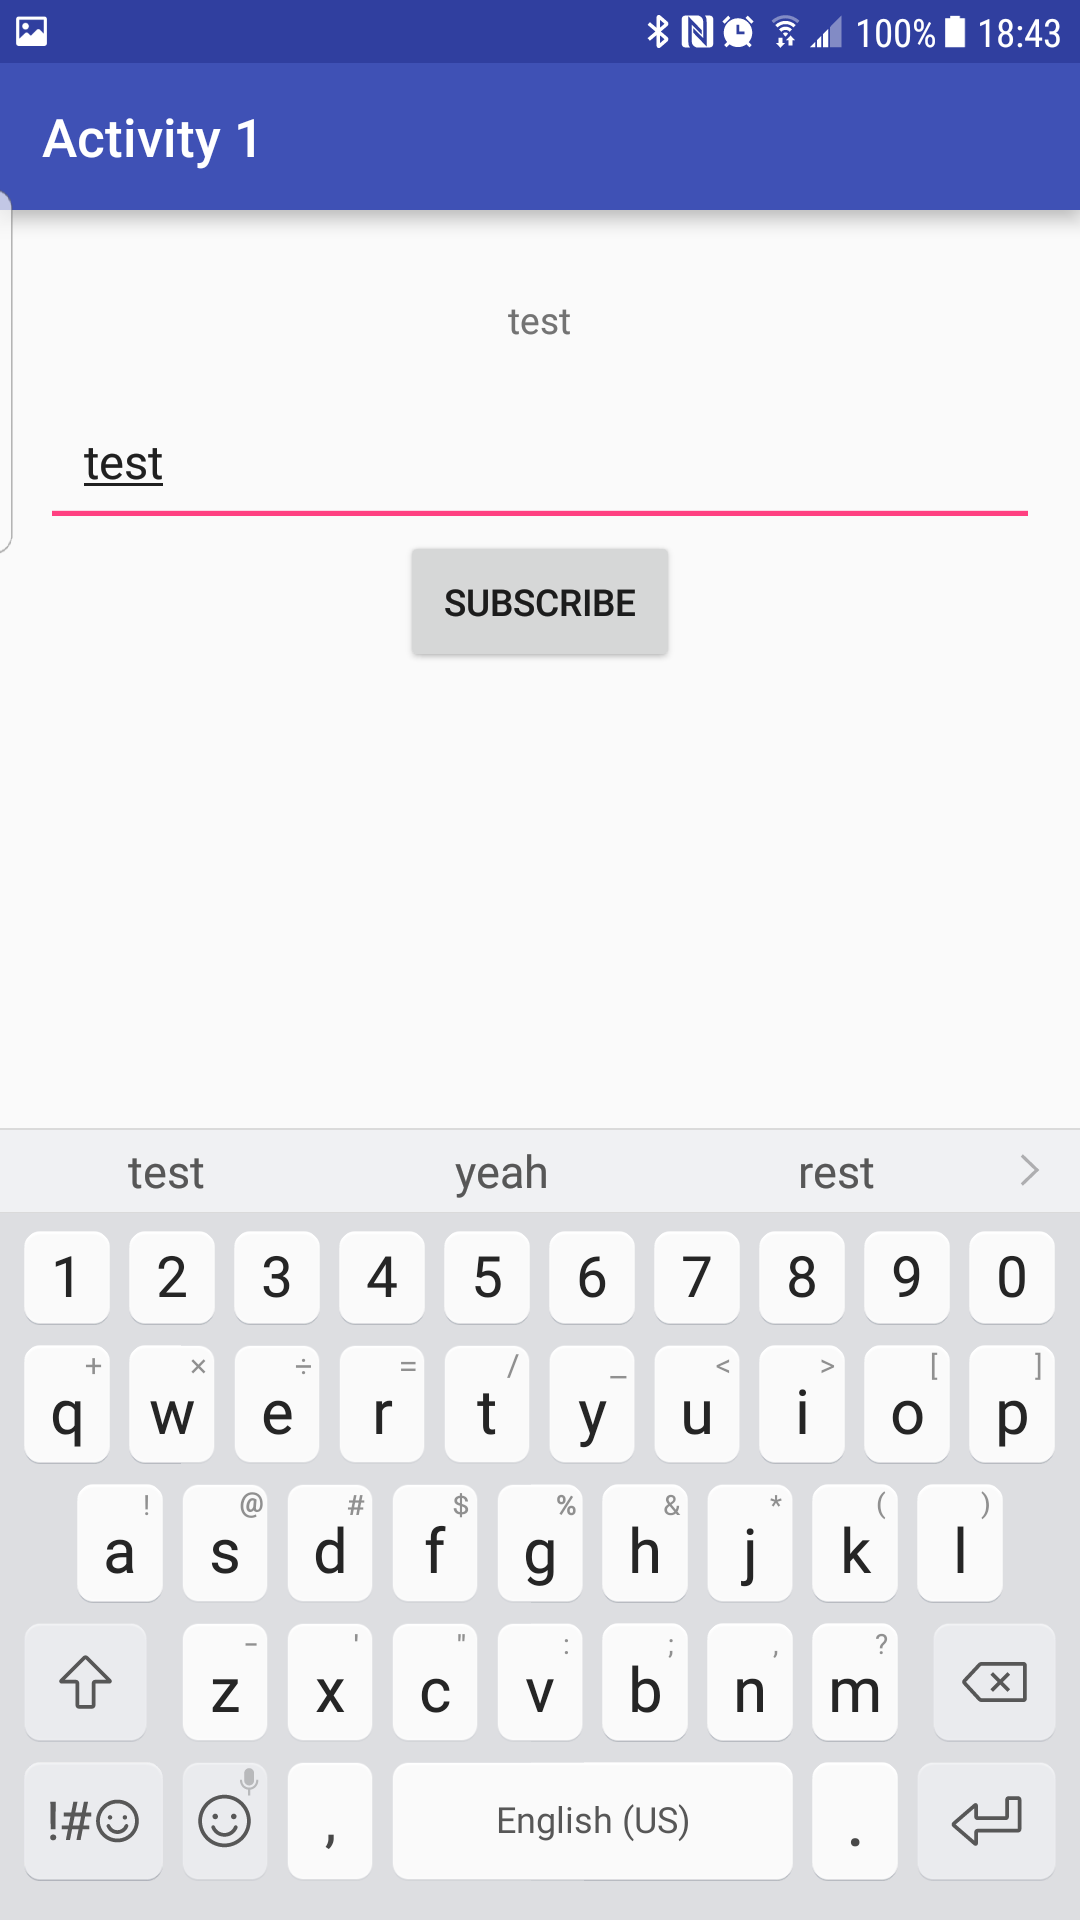 100% 18:43
Activity 1
test
test
SUBSCRIBE
test yeah rest
1 2 3 4 5 6 7 8 9 0
+ × ÷ = / _ < > [ ]
q w e r t y u i o p
! @ # $ % & * ( )
a s d f g h j k l
- ' " : ; , ?
z x c v b n m
!# , English (US) .